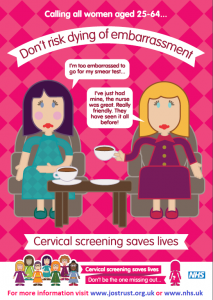 Calling all women aged 25-64...
Don't risk dying of embarrassment
I'm too embarrassed to
go for my smear test...
I've just had
mine, the nurse
was great. Really
friendly. They
have seen it all
before!
Cervical screening saves lives
Cervical screening saves lives
Don't be the one missing out...
NHS
For more information visit www.jostrust.org.uk or www.nhs.uk